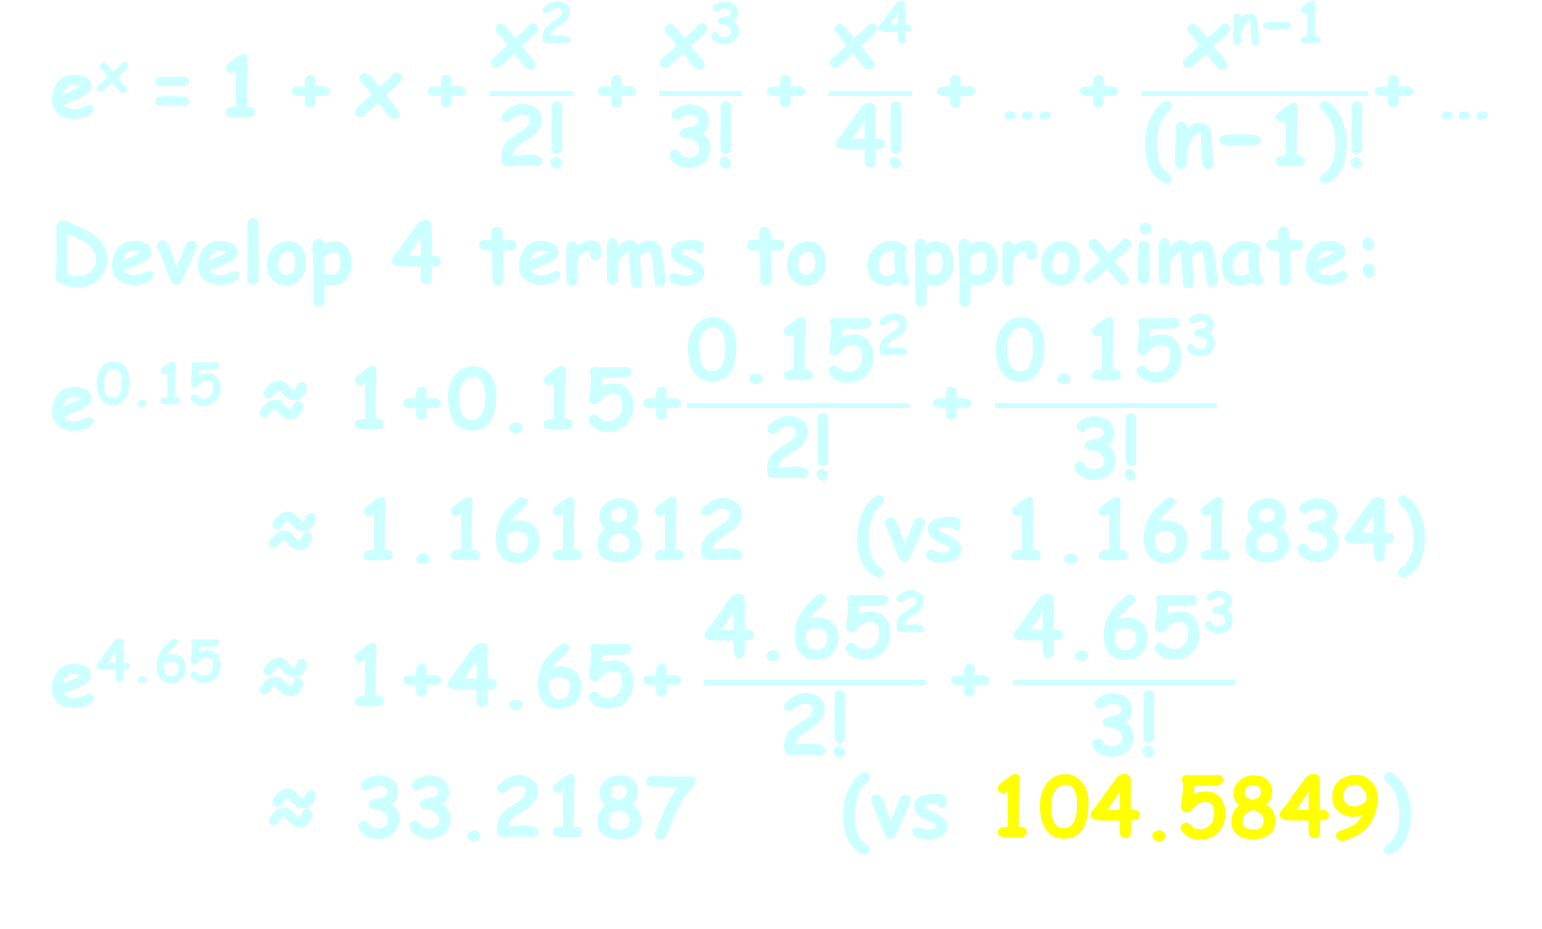 eˣ = 1 + x + x²/2! + x³/3! + x⁴/4! + … + xⁿ⁻¹/(n-1)! + …
Develop 4 terms to approximate:
e⁰·¹⁵ ≈ 1+0.15+0.15²/2! + 0.15³/3!
≈ 1.161812 (vs 1.161834)
e⁴·⁶⁵ ≈ 1+4.65+4.65²/2! + 4.65³/3!
≈ 33.2187 (vs 104.5849)